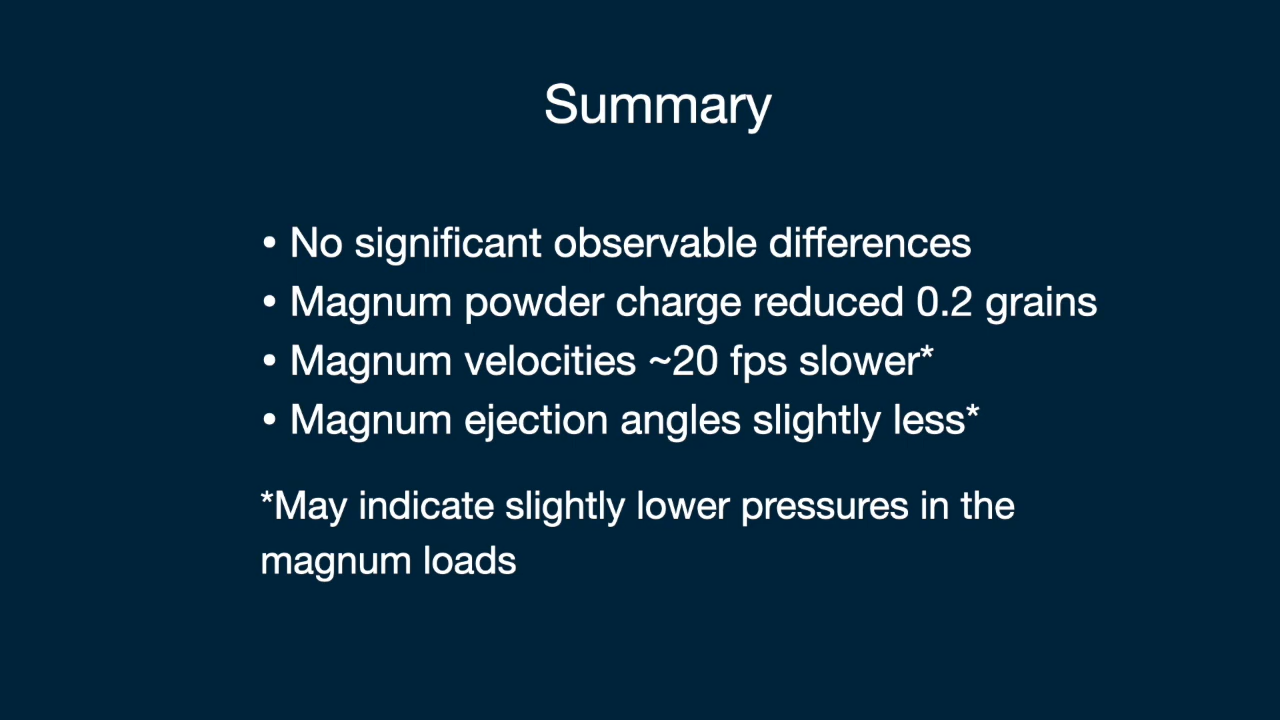 Summary
• No significant observable differences
• Magnum powder charge reduced 0.2 grains
• Magnum velocities ~20 fps slower*
• Magnum ejection angles slightly less*
*May indicate slightly lower pressures in the
magnum loads